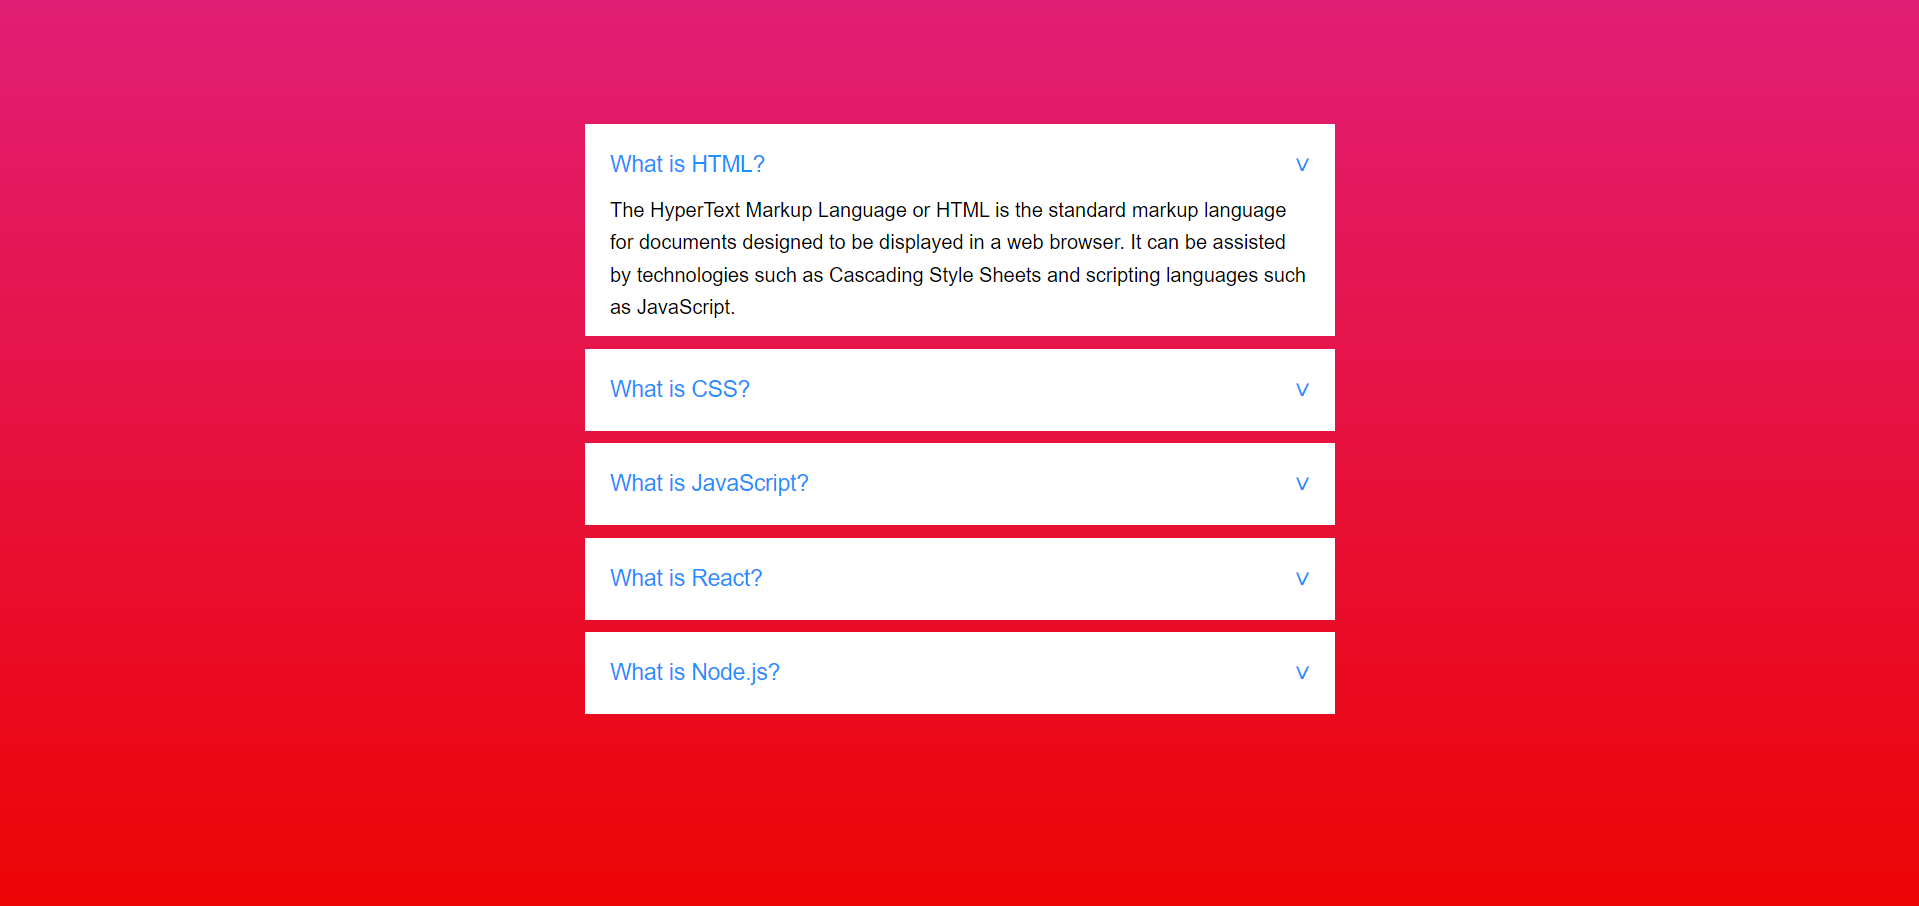 What is HTML? V
The HyperText Markup Language or HTML is the standard markup language
for documents designed to be displayed in a web browser. It can be assisted
by technologies such as Cascading Style Sheets and scripting languages such
as JavaScript.
What is CSS? V
What is JavaScript? V
What is React? V
What is Node.js? V